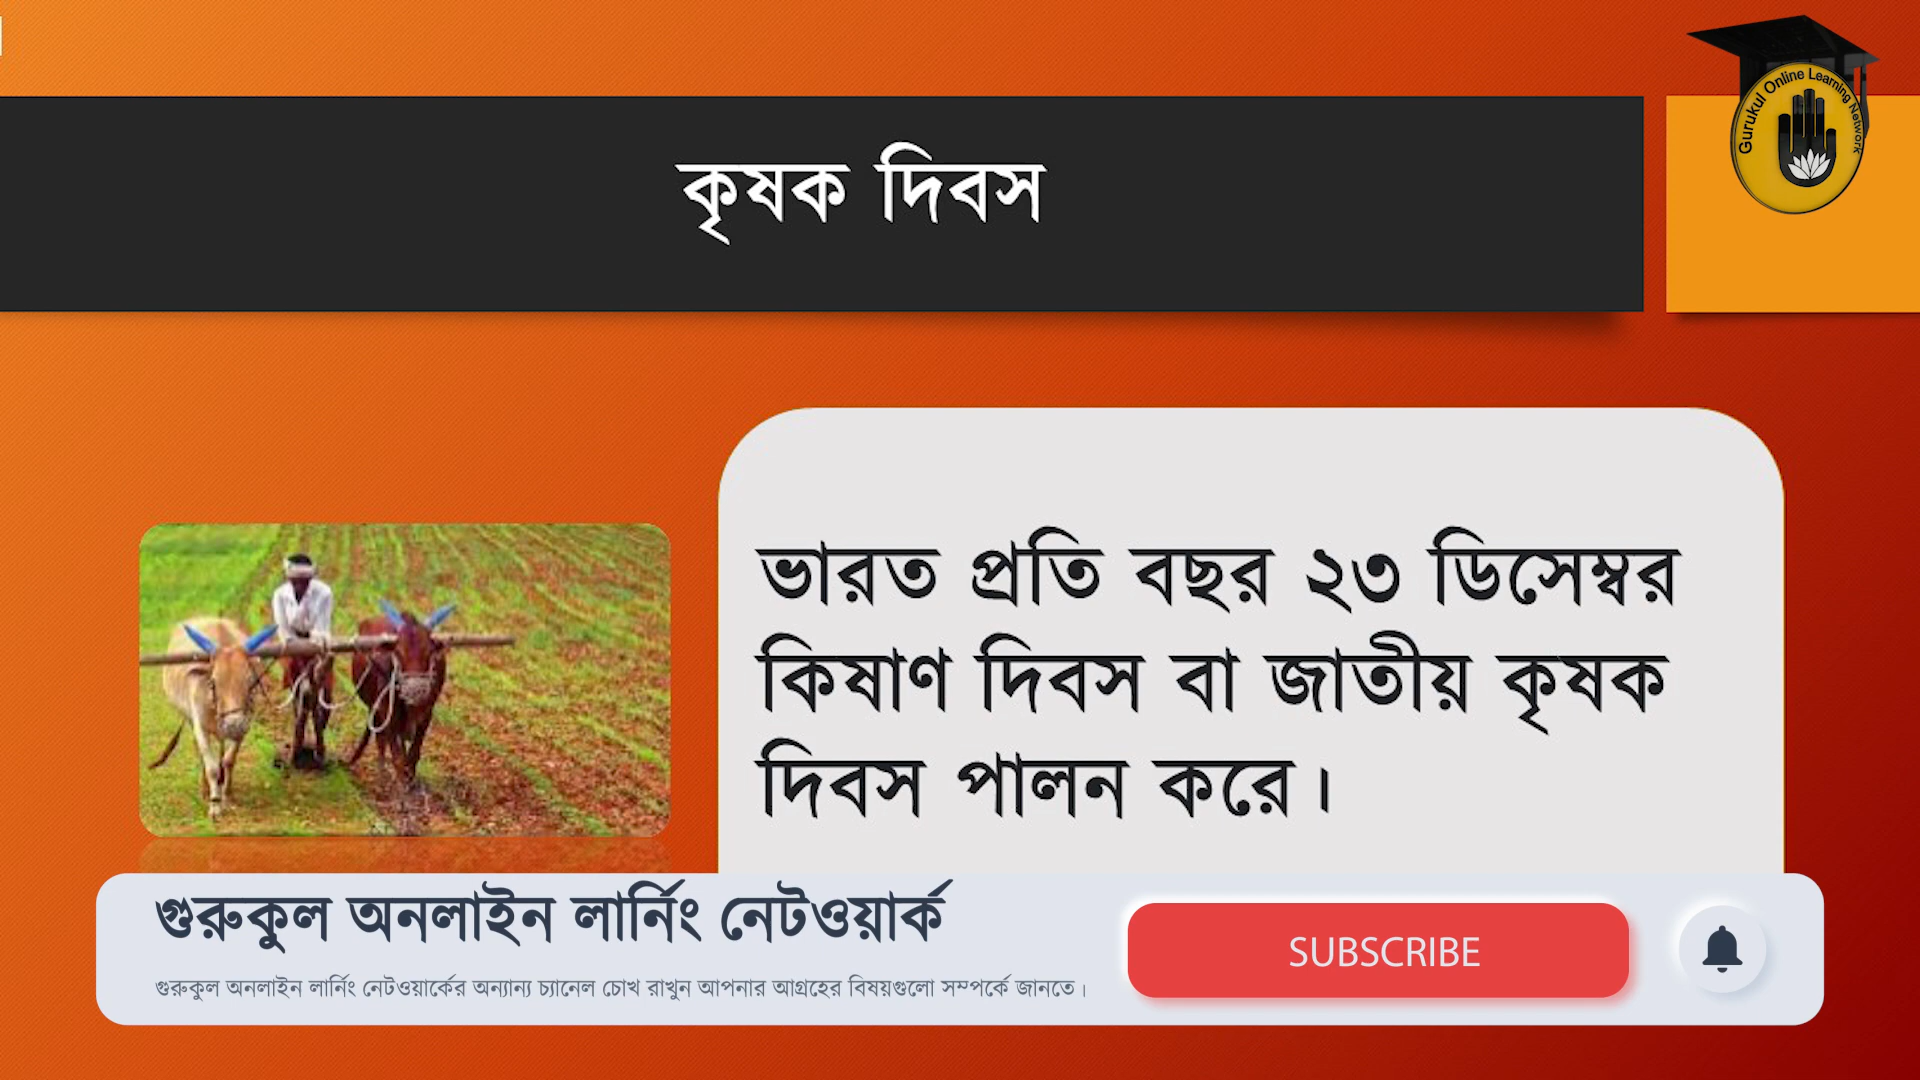 Gurukul Online Learning Network
কৃষক দিবস
ভারত প্রতি বছর ২৩ ডিসেম্বর
কিষাণ দিবস বা জাতীয় কৃষক
দিবস পালন করে।
গুরুকুল অনলাইন লার্নিং নেটওয়ার্ক
গুরুকুল অনলাইন লার্নিং নেটওয়ার্কের অন্যান্য চ্যানেল চোখ রাখুন আপনার আগ্রহের বিষয়গুলো সম্পর্কে জানতে।
SUBSCRIBE